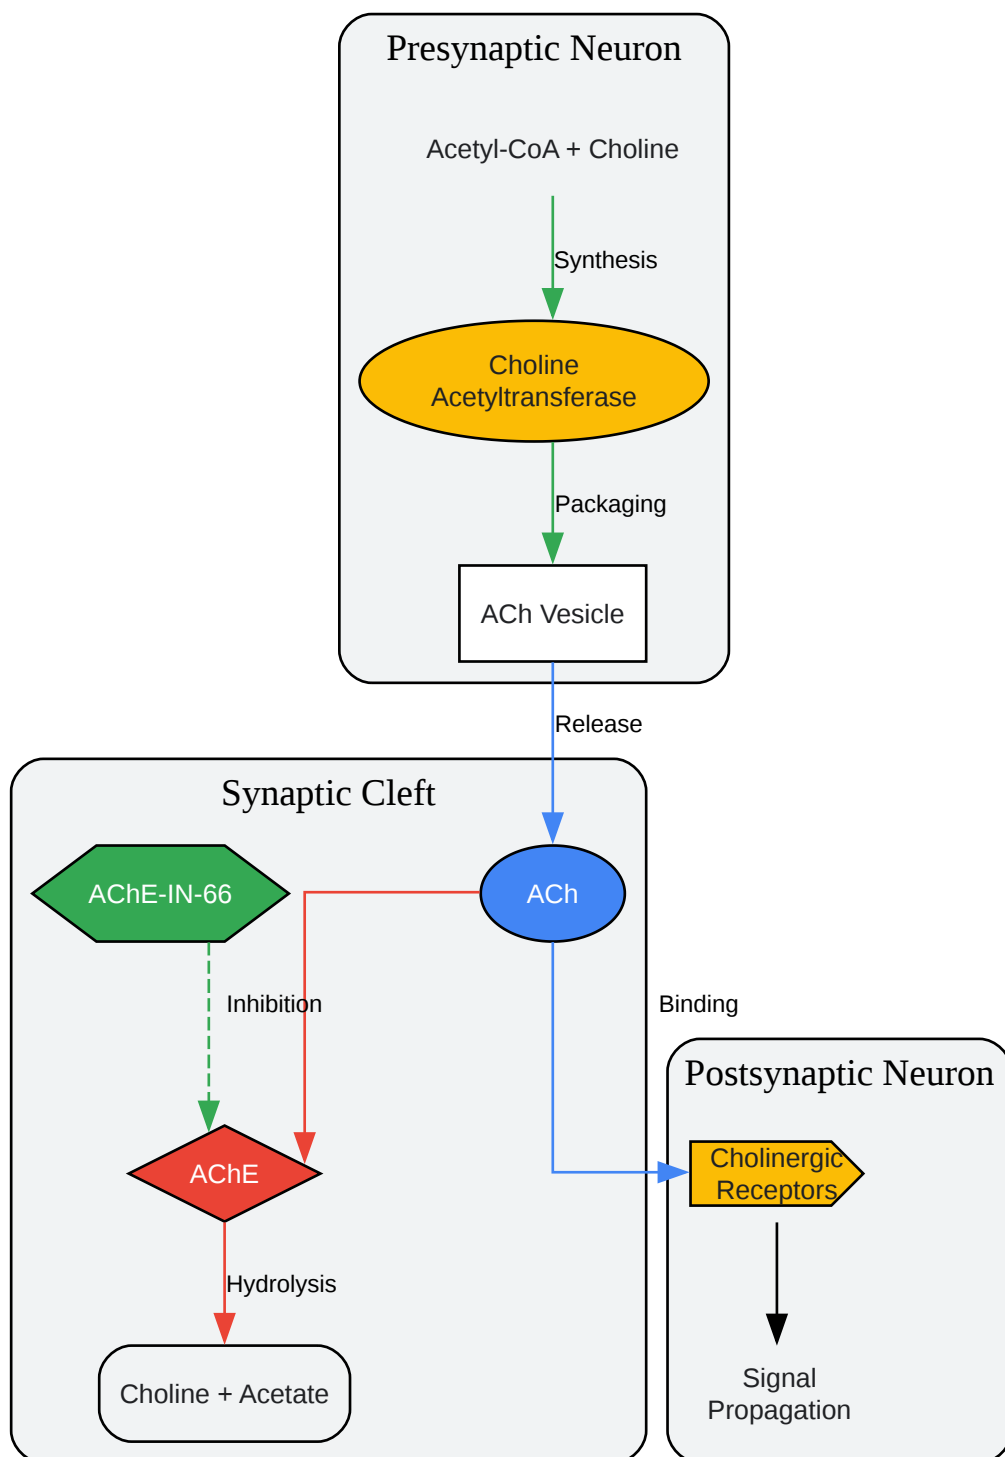 Presynaptic Neuron
Acetyl-CoA + Choline
Synthesis
Choline
Acetyltransferase
Packaging
ACh Vesicle
Release
Synaptic Cleft
AChE-IN-66
ACh
Inhibition
Binding
Postsynaptic Neuron
AChE
Cholinergic
Receptors
Hydrolysis
Choline + Acetate
Signal
Propagation